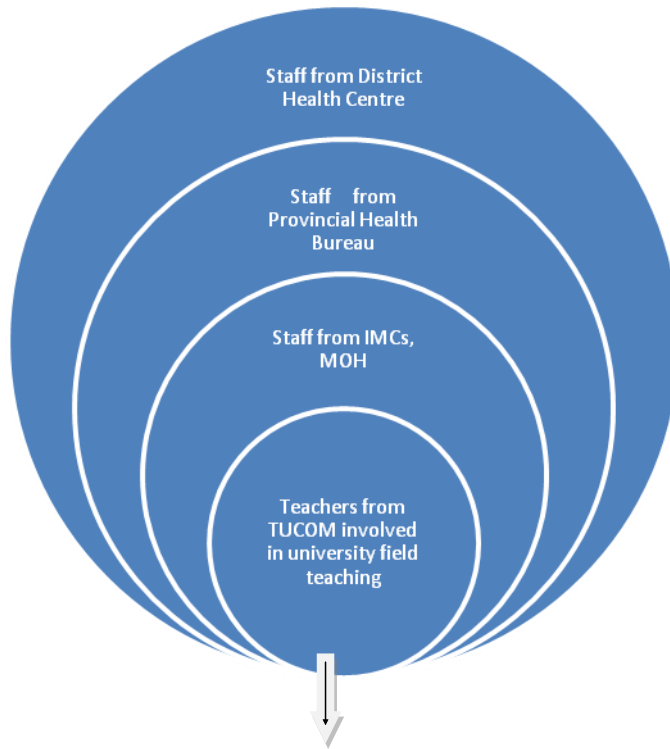 Staff from District
Health Centre
Staff from
Provincial Health
Bureau
Staff from IMCs,
MOH
Teachers from
TUCOM involved
in university field
teaching